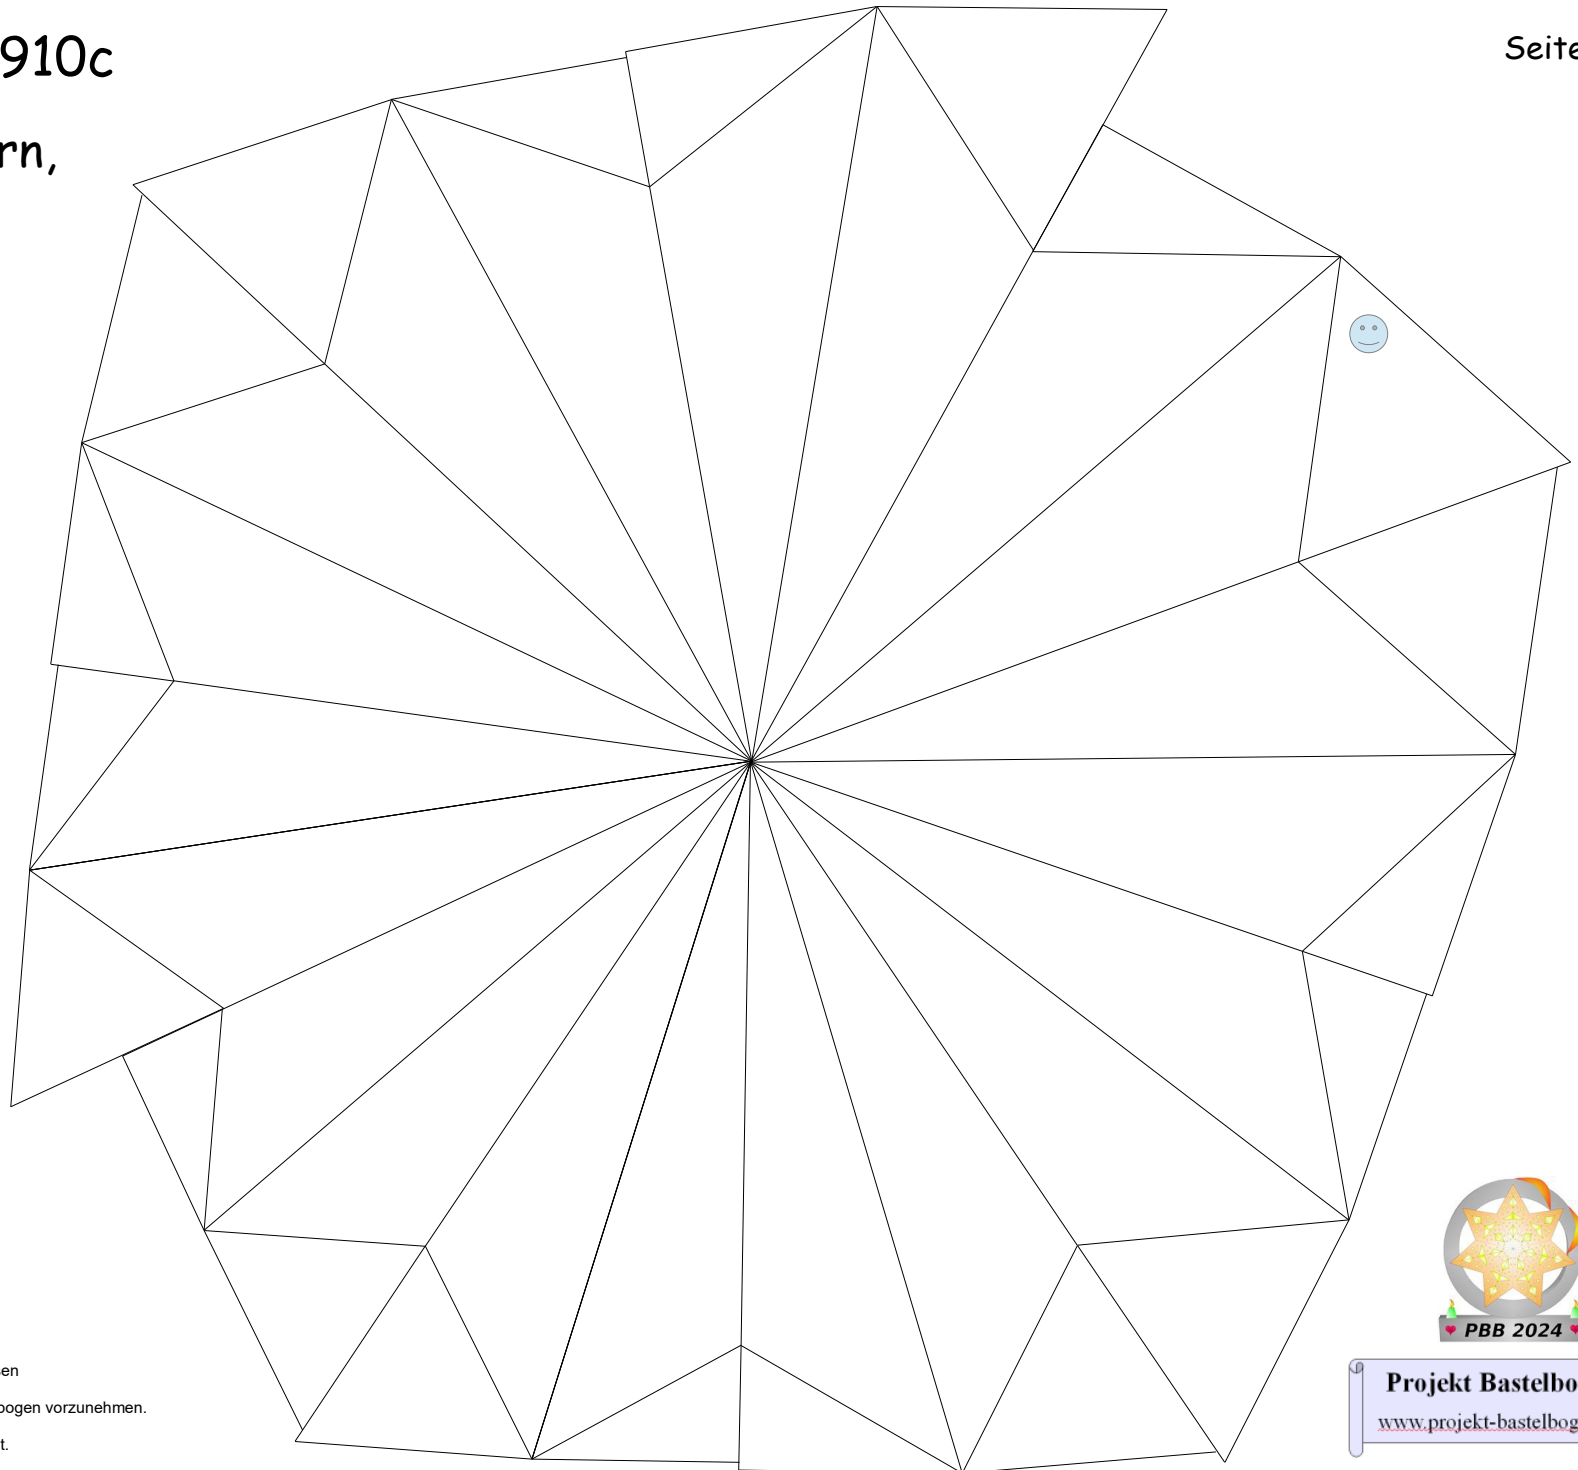 910c
Seite
rn,
PBB 2024
en
Projekt Bastelbo
bogen vorzunehmen.
www.projekt-bastelbog
t.